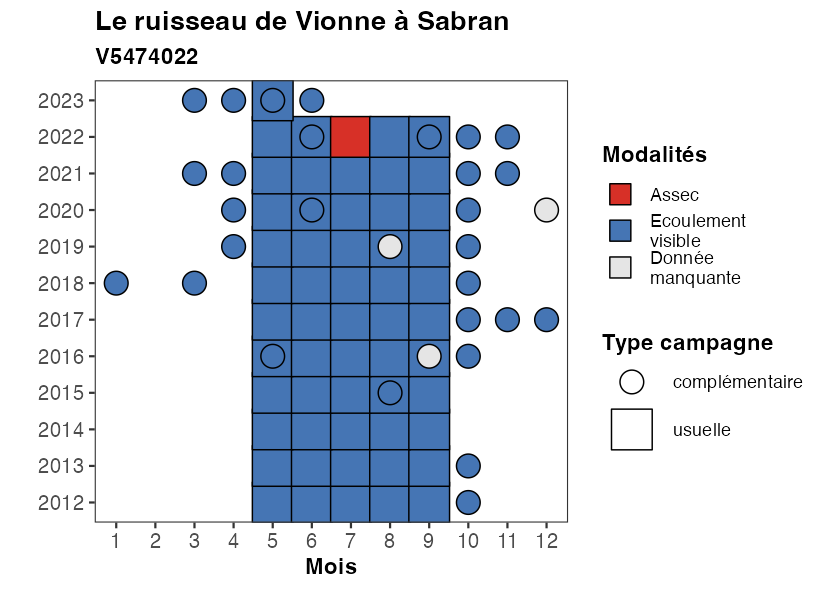 Le ruisseau de Vionne à Sabran
V5474022
2023
2022
2021
2020
2019
2018
2017
2016
2015
2014
2013
2012
1 2 3 4 5 6 7 8 9 10 11 12
Mois
Modalités
Assec
Ecoulement
visible
Donnée
manquante
Type campagne
complémentaire
usuelle